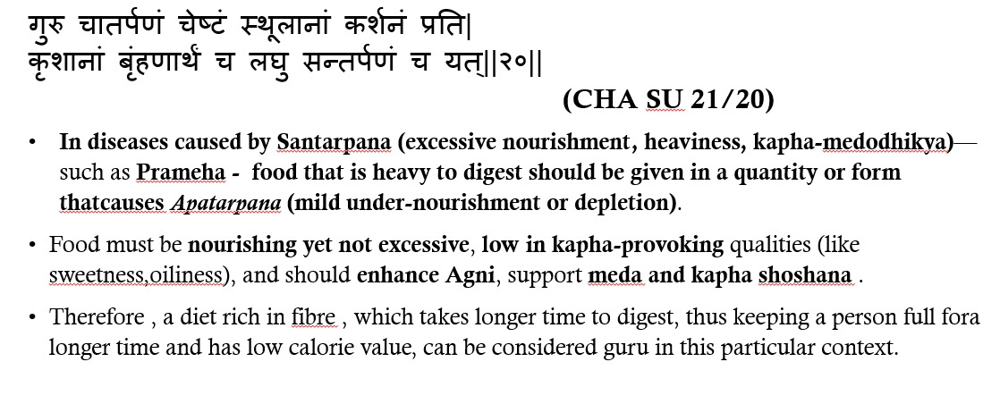 गुरु चातर्पणं चेष्टं स्थूलानां कर्शनं प्रति|
कृशानां बृंहणार्थं च लघु सन्तर्पणं च यत्||२०||
(CHA SU 21/20)
• In diseases caused by Santarpana (excessive nourishment, heaviness, kapha-medodhikya)—
such as Prameha - food that is heavy to digest should be given in a quantity or form
thatcauses Apatarpana (mild under-nourishment or depletion).
• Food must be nourishing yet not excessive, low in kapha-provoking qualities (like
sweetness,oiliness), and should enhance Agni, support meda and kapha shoshana .
• Therefore , a diet rich in fibre , which takes longer time to digest, thus keeping a person full fora
longer time and has low calorie value, can be considered guru in this particular context.